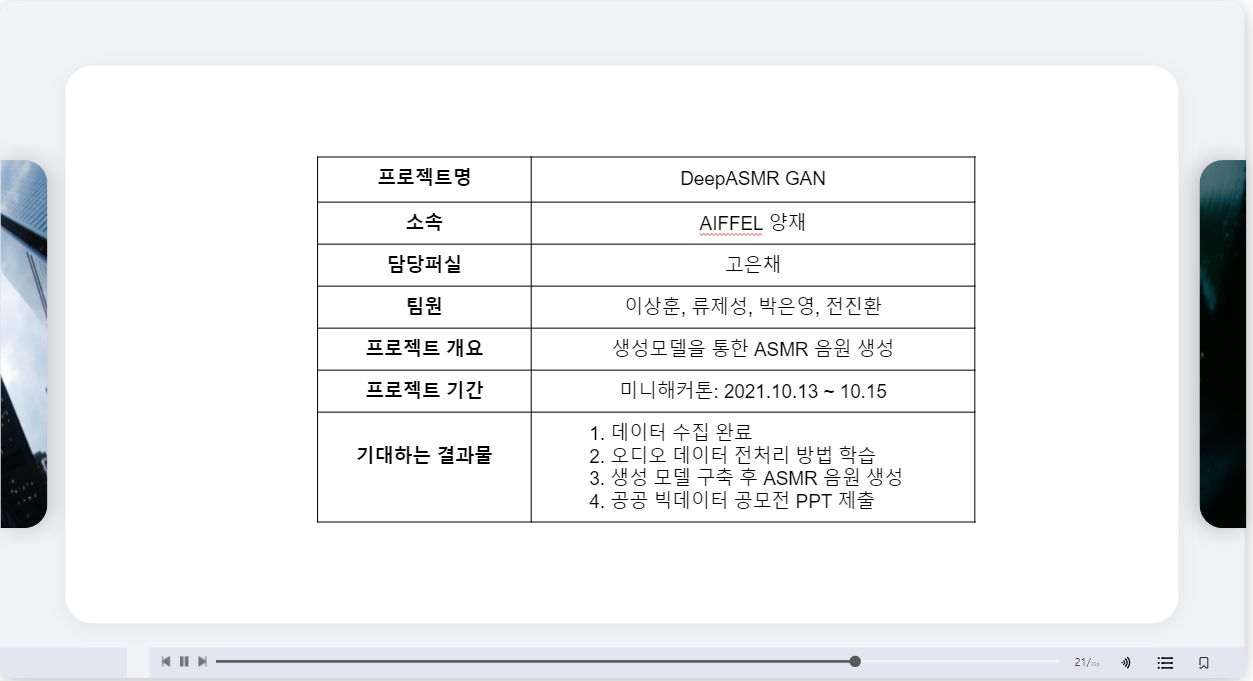 프로젝트명 DeepASMR GAN
소속 AIFFEL 양재
담당퍼실 고은채
팀원 이상훈, 류제성, 박은영, 전진환
프로젝트 개요 생성모델을 통한 ASMR 음원 생성
프로젝트 기간 미니해커톤: 2021.10.13 ~ 10.15
기대하는 결과물
1. 데이터 수집 완료
2. 오디오 데이터 전처리 방법 학습
3. 생성 모델 구축 후 ASMR 음원 생성
4. 공공 빅데이터 공모전 PPT 제출
21/